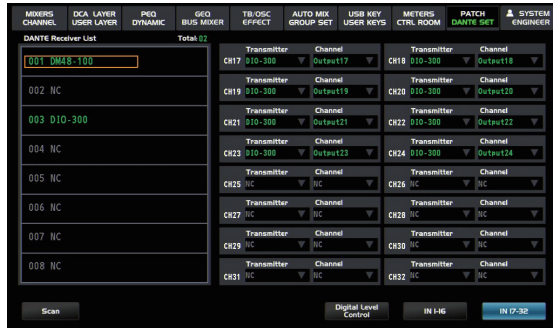 MIXERS DCA LAYER PEQ GEQ TB/OSC AUTO MIX USB KEY METERS PATCH SYSTEM
CHANNEL USER LAYER DYNAMIC BUS MIXER EFFECT GROUP SET USER KEYS CTRL ROOM DANTE SET ENGINEER
DANTE Receiver List Total: 02
001 DM48-100
002 NC
003 DIO-300
004 NC
005 NC
006 NC
007 NC
008 NC
Transmitter Channel Transmitter Channel
CH17 DIO-300 Output17 CH18 DIO-300 Output18
Transmitter Channel Transmitter Channel
CH19 DIO-300 Output19 CH20 DIO-300 Output20
Transmitter Channel Transmitter Channel
CH21 DIO-300 Output21 CH22 DIO-300 Output22
Transmitter Channel Transmitter Channel
CH23 DIO-300 Output23 CH24 DIO-300 Output24
Transmitter Channel Transmitter Channel
CH25 NC NC CH26 NC NC
Transmitter Channel Transmitter Channel
CH27 NC NC CH28 NC NC
Transmitter Channel Transmitter Channel
CH29 NC NC CH30 NC NC
Transmitter Channel Transmitter Channel
CH31 NC NC CH32 NC NC
Scan
Digital Level
Control
IN 1-16
IN 17-32